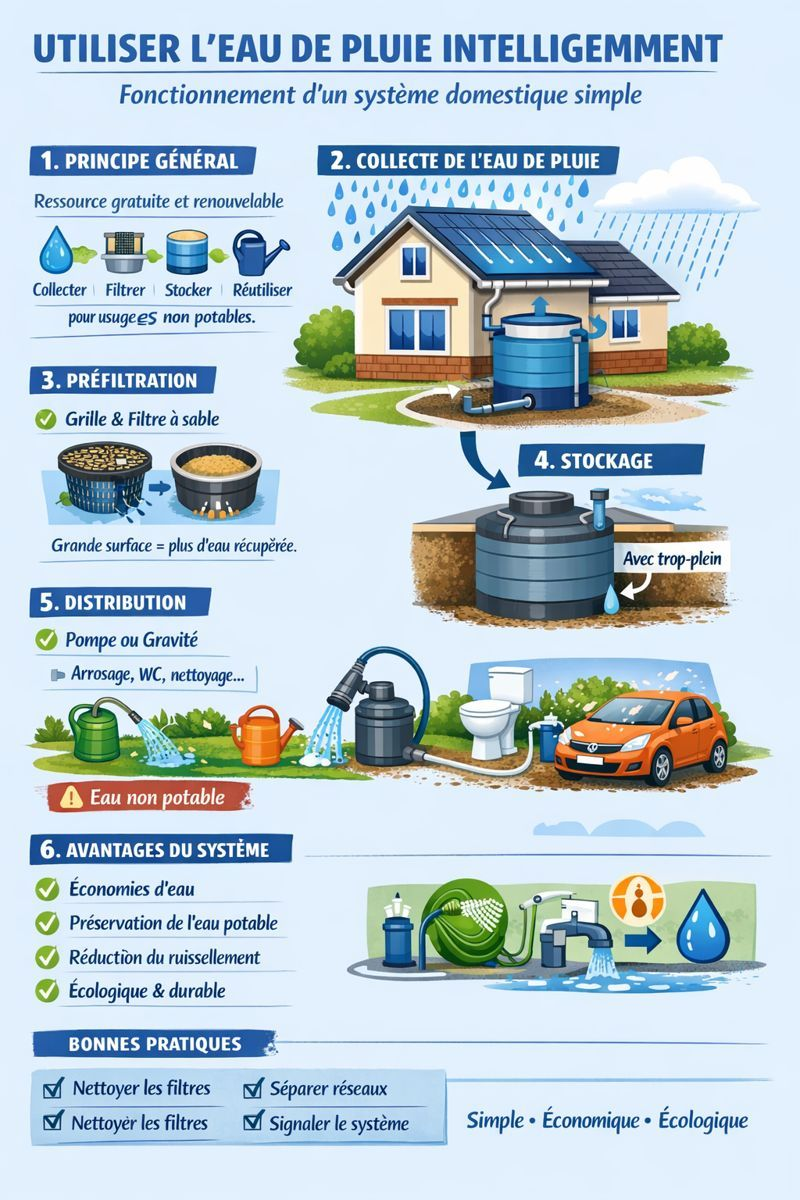 UTILISER L'EAU DE PLUIE INTELLIGEMMENT
Fonctionnement d'un système domestique simple
1. PRINCIPE GÉNÉRAL
Ressource gratuite et renouvelable
Collecter Filtrer Stocker Réutiliser
pour usugees non potables.
2. COLLECTE DE L'EAU DE PLUIE
3. PRÉFILTRATION
Grille & Filtre à sable
Grande surface = plus d'eau récupérée.
4. STOCKAGE
Avec trop-plein
5. DISTRIBUTION
Pompe ou Gravité
Arrosage, WC, nettoyage...
Eau non potable
6. AVANTAGES DU SYSTÈME
Économies d'eau
Préservation de l'eau potable
Réduction du ruissellement
Écologique & durable
BONNES PRATIQUES
Nettoyer les filtres
Séparer réseaux
Nettoyer les filtres
Signaler le système
Simple • Économique • Écologique